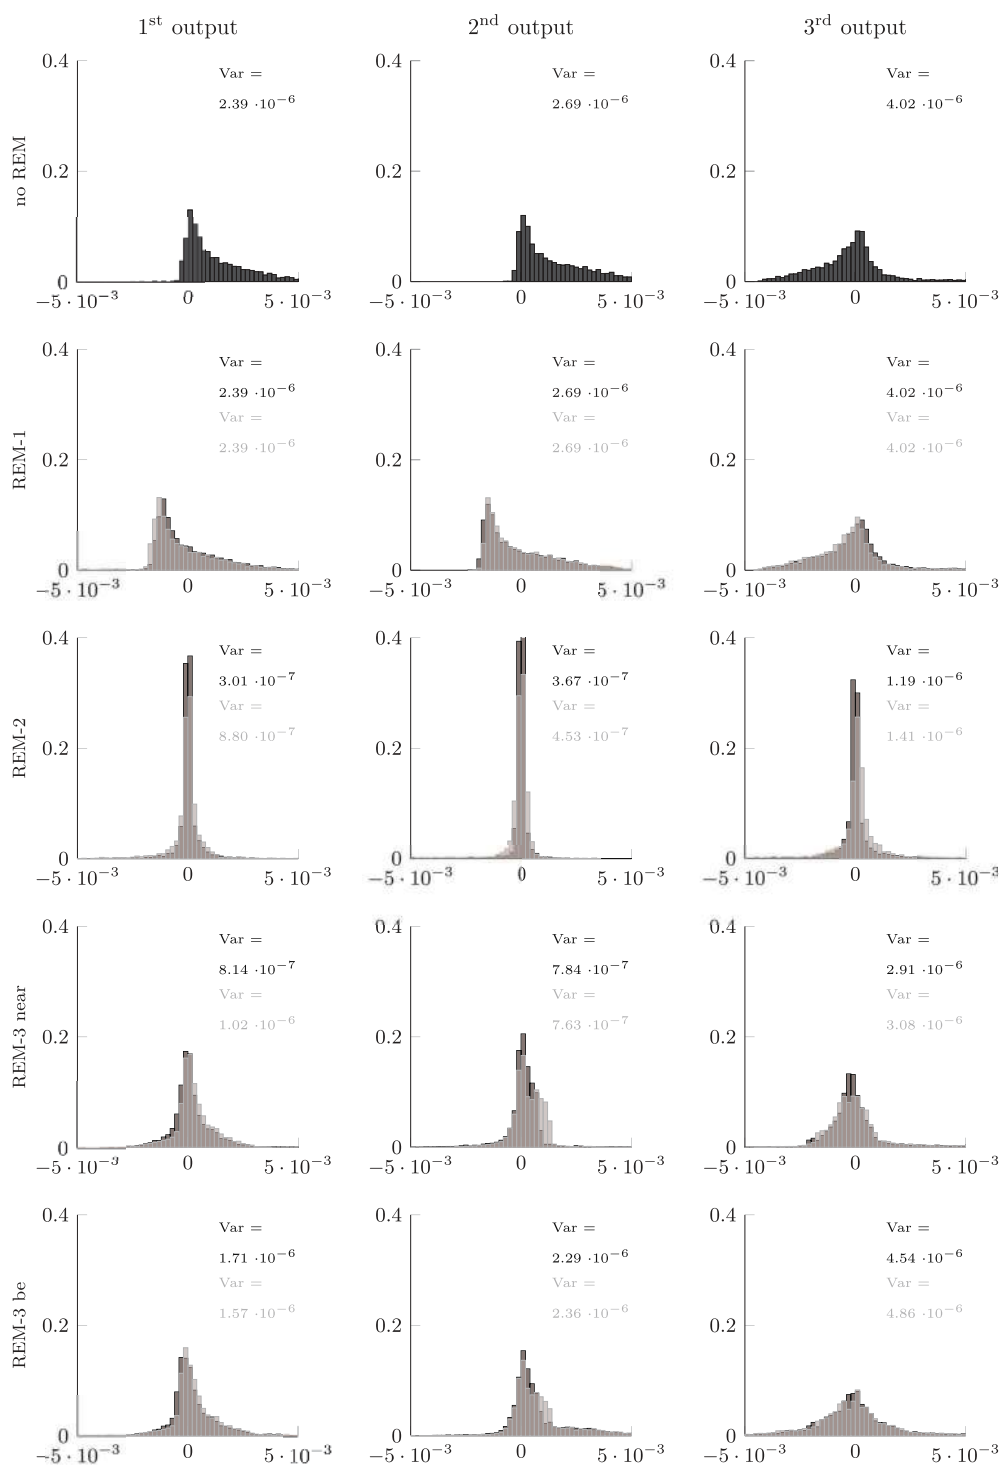 1st output 2nd output 3rd output
no REM
0.4 0.4 0.4
Var = Var = Var =
2.39 ·10−6 2.69 ·10−6 4.02 ·10−6
0.2 0.2 0.2
0 0 0
−5 · 10−3 0 5 · 10−3 −5 · 10−3 0 5 · 10−3 −5 · 10−3 0 5 · 10−3
REM-1
0.4 0.4 0.4
Var = Var = Var =
2.39 ·10−6 2.69 ·10−6 4.02 ·10−6
Var = Var = Var =
2.39 ·10−6 2.69 ·10−6 4.02 ·10−6
0.2 0.2 0.2
0 0 0
−5 · 10−3 0 5 · 10−3 −5 · 10−3 0 5 · 10−3 −5 · 10−3 0 5 · 10−3
REM-2
0.4 0.4 0.4
Var = Var = Var =
3.01 ·10−7 3.67 ·10−7 1.19 ·10−6
Var = Var = Var =
8.80 ·10−7 4.53 ·10−7 1.41 ·10−6
0.2 0.2 0.2
0 0 0
−5 · 10−3 0 5 · 10−3 −5 · 10−3 0 5 · 10−3 −5 · 10−3 0 5 · 10−3
REM-3 near
0.4 0.4 0.4
Var = Var = Var =
8.14 ·10−7 7.84 ·10−7 2.91 ·10−6
Var = Var = Var =
1.02 ·10−6 7.63 ·10−7 3.08 ·10−6
0.2 0.2 0.2
0 0 0
−5 · 10−3 0 5 · 10−3 −5 · 10−3 0 5 · 10−3 −5 · 10−3 0 5 · 10−3
REM-3 be
0.4 0.4 0.4
Var = Var = Var =
1.71 ·10−6 2.29 ·10−6 4.54 ·10−6
Var = Var = Var =
1.57 ·10−6 2.36 ·10−6 4.86 ·10−6
0.2 0.2 0.2
0 0 0
−5 · 10−3 0 5 · 10−3 −5 · 10−3 0 5 · 10−3 −5 · 10−3 0 5 · 10−3